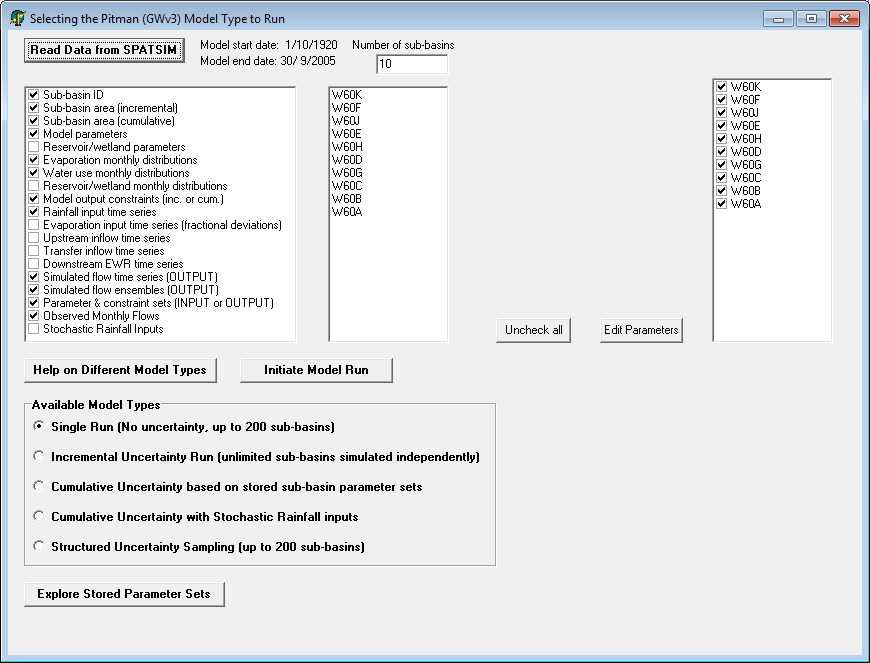 Selecting the Pitman (GWv3) Model Type to Run
Read Data from SPATSIM
Model start date: 1/10/1920
Model end date: 30/ 9/2005
Number of sub-basins
10
Sub-basin ID
Sub-basin area (incremental)
Sub-basin area (cumulative)
Model parameters
Reservoir/wetland parameters
Evaporation monthly distributions
Water use monthly distributions
Reservoir/wetland monthly distributions
Model output constraints (inc. or cum.)
Rainfall input time series
Evaporation input time series (fractional deviations)
Upstream inflow time series
Transfer inflow time series
Downstream EWR time series
Simulated flow time series (OUTPUT)
Simulated flow ensembles (OUTPUT)
Parameter & constraint sets (INPUT or OUTPUT)
Observed Monthly Flows
Stochastic Rainfall Inputs
W60K
W60F
W60J
W60E
W60H
W60D
W60G
W60C
W60B
W60A
Uncheck all
Edit Parameters
W60K
W60F
W60J
W60E
W60H
W60D
W60G
W60C
W60B
W60A
Help on Different Model Types
Initiate Model Run
Available Model Types
Single Run (No uncertainty, up to 200 sub-basins)
Incremental Uncertainty Run (unlimited sub-basins simulated independently)
Cumulative Uncertainty based on stored sub-basin parameter sets
Cumulative Uncertainty with Stochastic Rainfall inputs
Structured Uncertainty Sampling (up to 200 sub-basins)
Explore Stored Parameter Sets